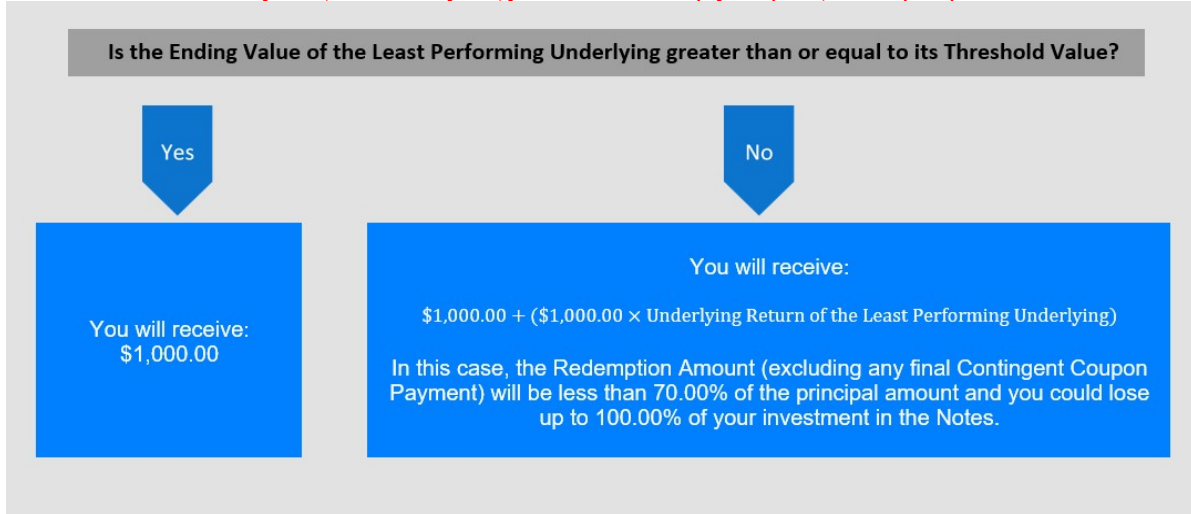 Is the Ending Value of the Least Performing Underlying greater than or equal to its Threshold Value?
Yes
No
You will receive:
$1,000.00
You will receive:
$1,000.00 + ($1,000.00 × Underlying Return of the Least Performing Underlying)
In this case, the Redemption Amount (excluding any final Contingent Coupon
Payment) will be less than 70.00% of the principal amount and you could lose
up to 100.00% of your investment in the Notes.